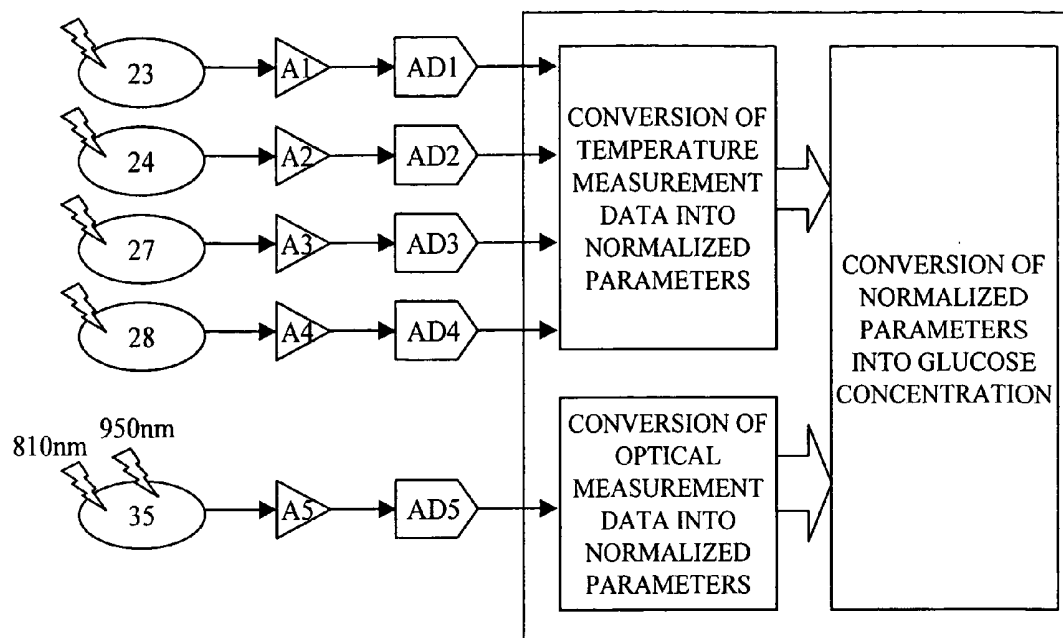 23
A1
AD1
24
A2
AD2
27
A3
AD3
28
A4
AD4
CONVERSION OF
TEMPERATURE
MEASUREMENT
DATA INTO
NORMALIZED
PARAMETERS
810nm
950nm
35
A5
AD5
CONVERSION OF
OPTICAL
MEASUREMENT
DATA INTO
NORMALIZED
PARAMETERS
CONVERSION OF
NORMALIZED
PARAMETERS
INTO GLUCOSE
CONCENTRATION